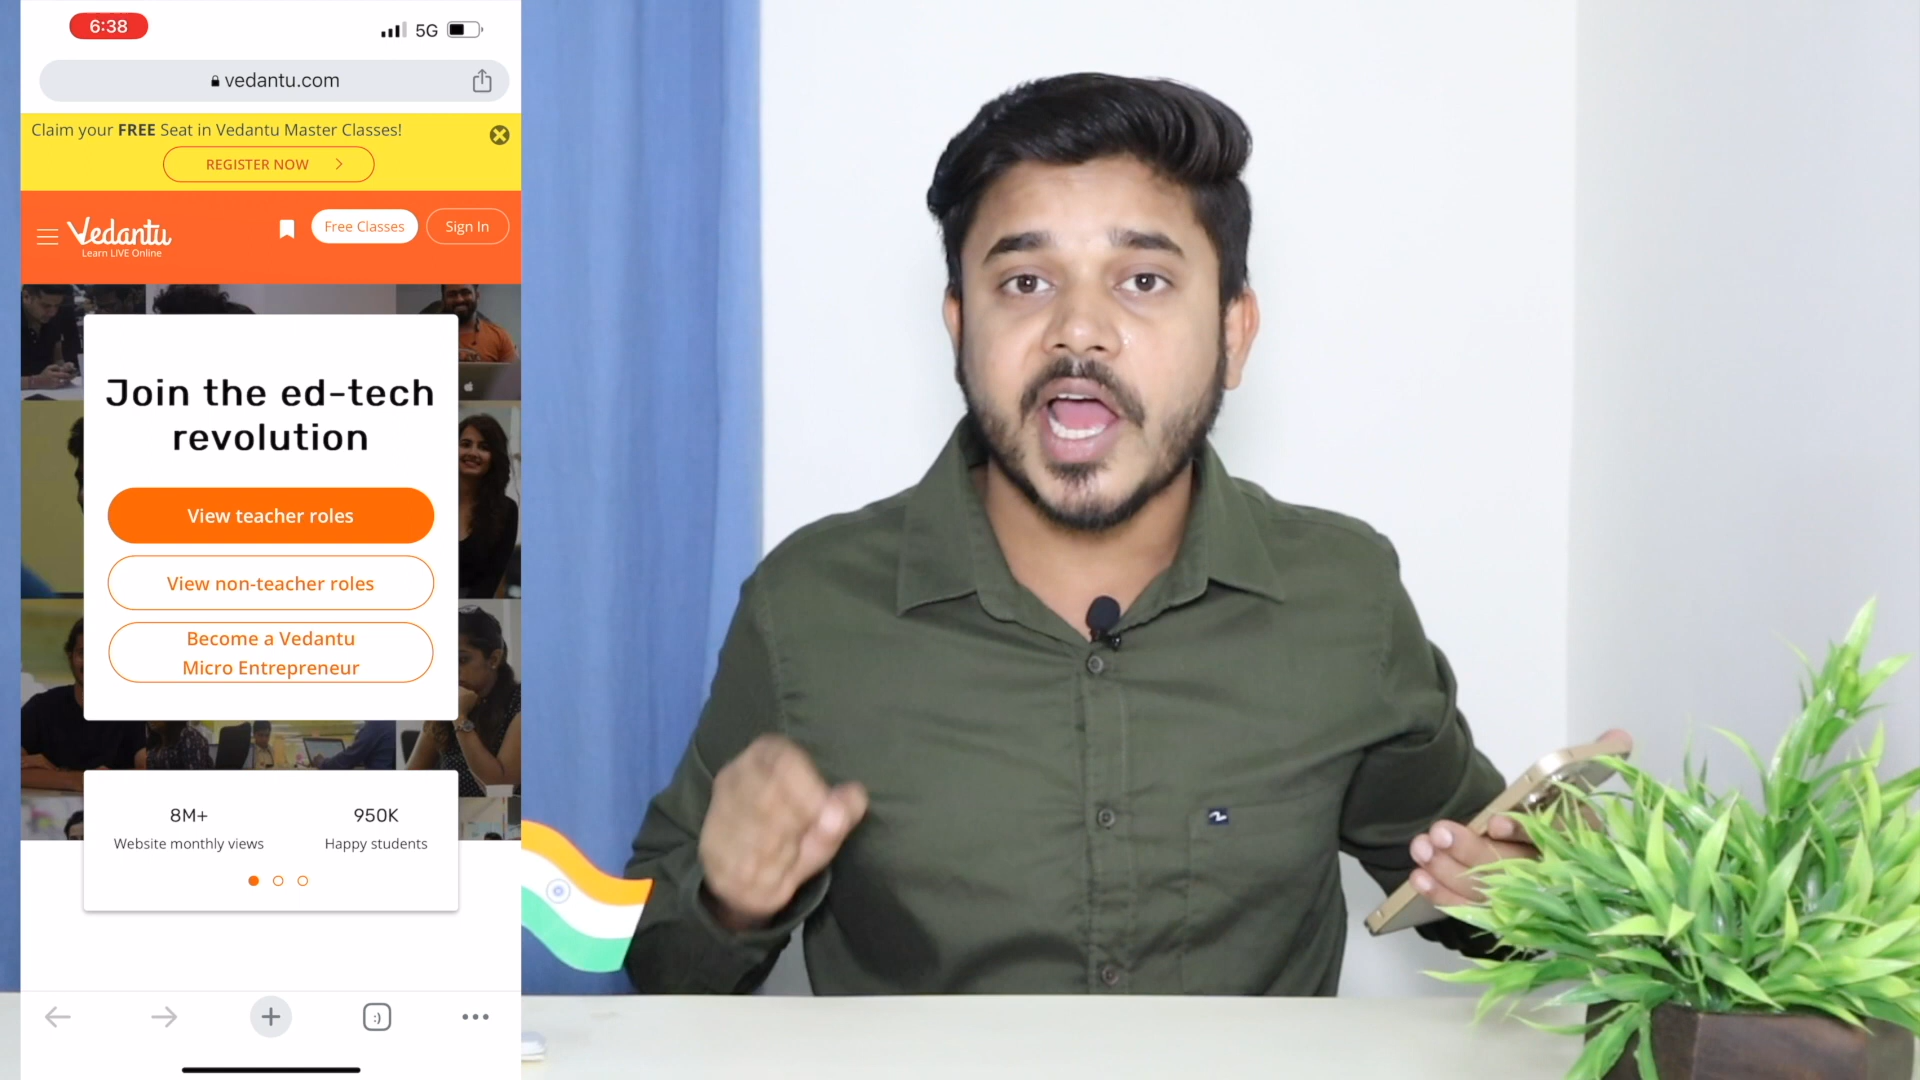 6:38
5G
vedantu.com
Claim your FREE Seat in Vedantu Master Classes!
REGISTER NOW
Vedantu
Learn LIVE Online
Free Classes
Sign In
Join the ed-tech
revolution
View teacher roles
View non-teacher roles
Become a Vedantu
Micro Entrepreneur
8M+
Website monthly views
950K
Happy students
:)